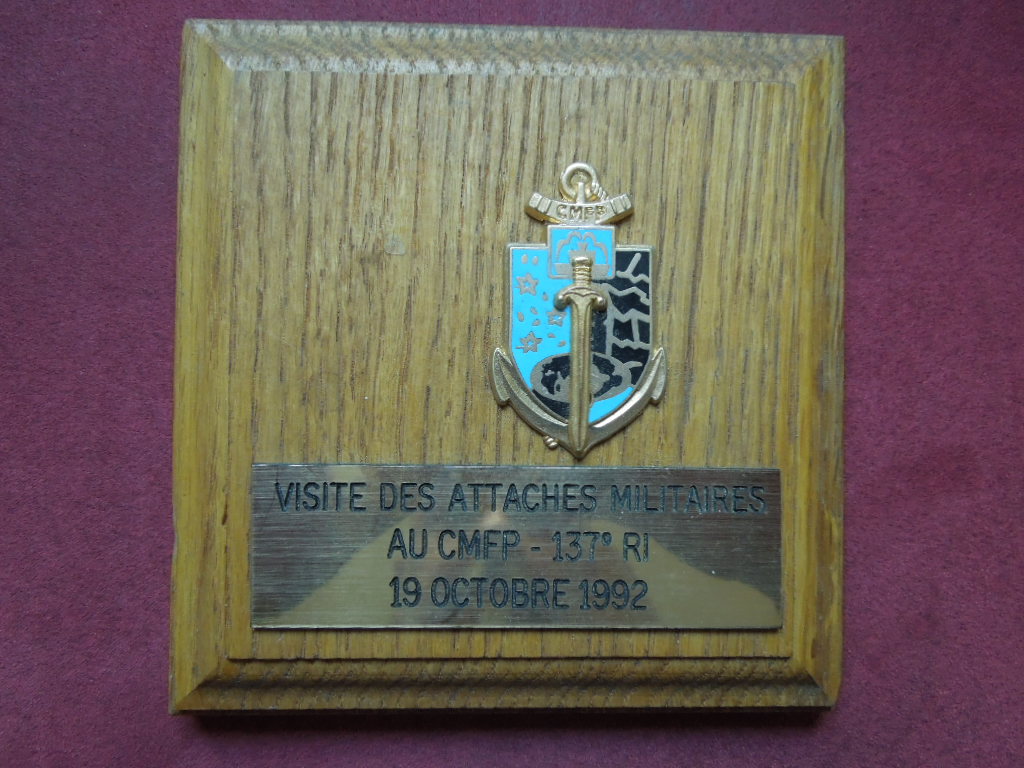 CMFP
VISITE DES ATTACHES MILITAIRES
AU CMFP - 137° RI
19 OCTOBRE 1992